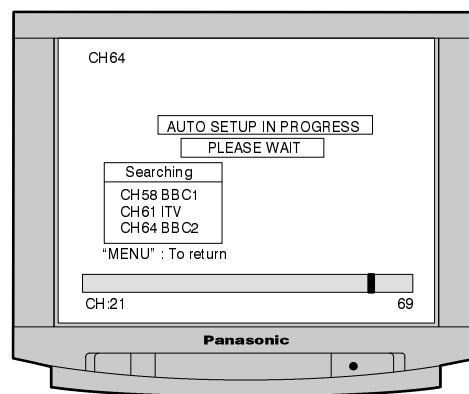 CH64
AUTO SETUP IN PROGRESS
PLEASE WAIT
Searching
CH58 BBC1
CH61 ITV
CH64 BBC2
“MENU” : To return
CH:21 69
Panasonic